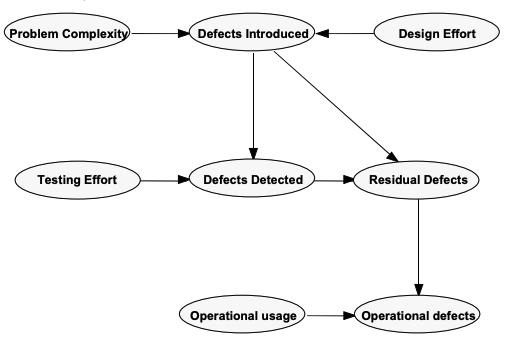 Problem Complexity
Defects Introduced
Design Effort
Testing Effort
Defects Detected
Residual Defects
Operational usage
Operational defects